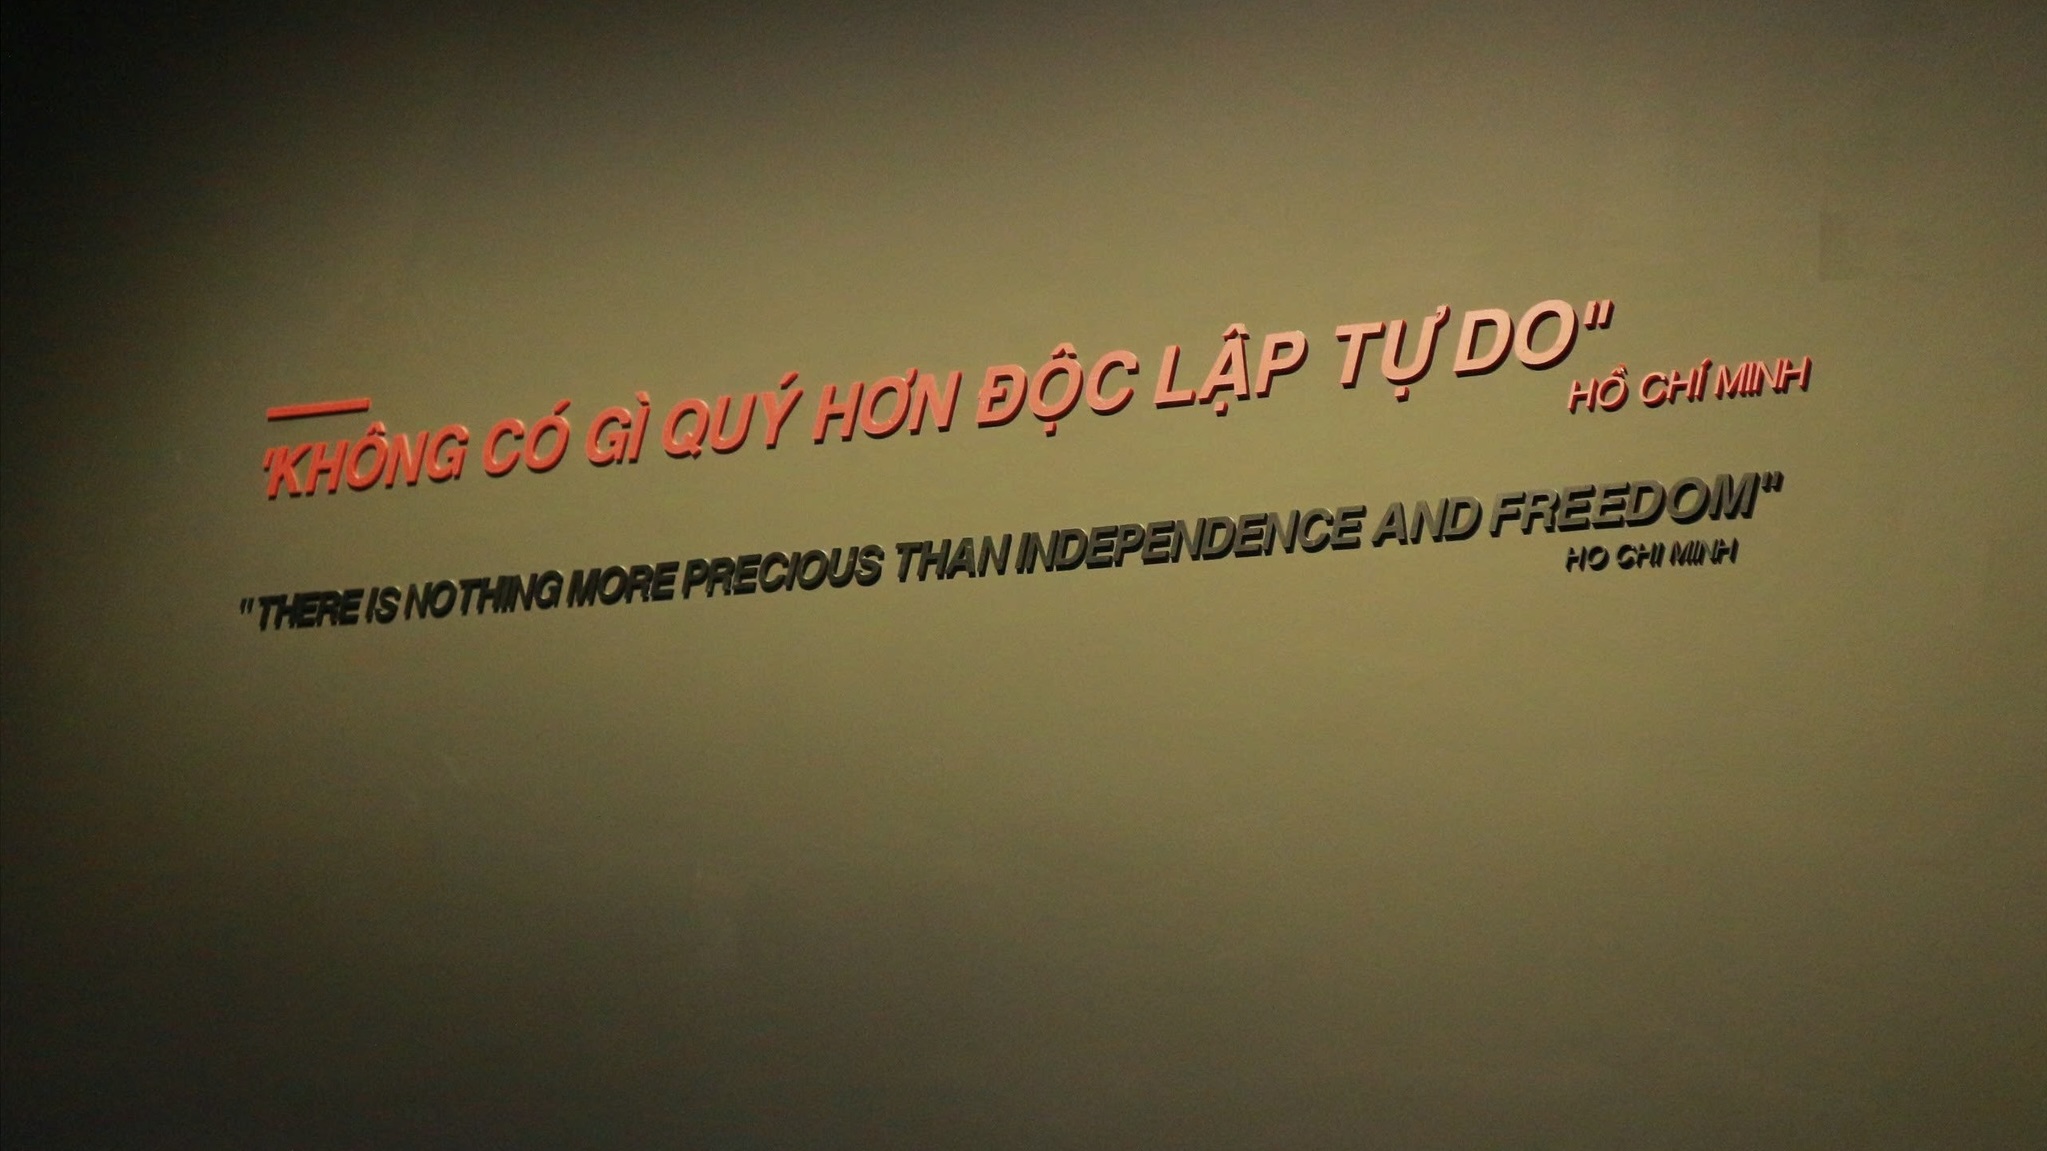 "KHÔNG CÓ GÌ QUÝ HƠN ĐỘC LẬP TỰ DO"
HỒ CHÍ MINH
"THERE IS NOTHING MORE PRECIOUS THAN INDEPENDENCE AND FREEDOM"
HO CHI MINH